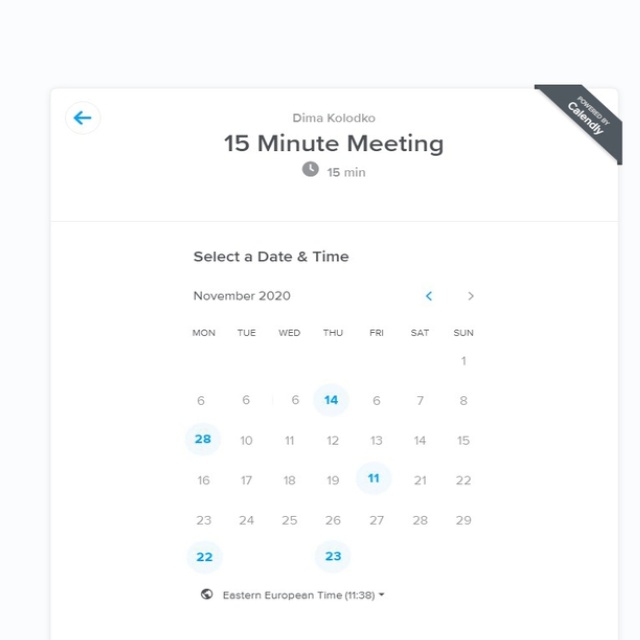 POWERED BY
Calendly
Dima Kolodko
15 Minute Meeting
15 min
Select a Date & Time
November 2020
MON TUE WED THU FRI SAT SUN
1
6 6 6 14 6 7 8
28 10 11 12 13 14 15
16 17 18 19 11 21 22
23 24 25 26 27 28 29
22 23
Eastern European Time (11:38)